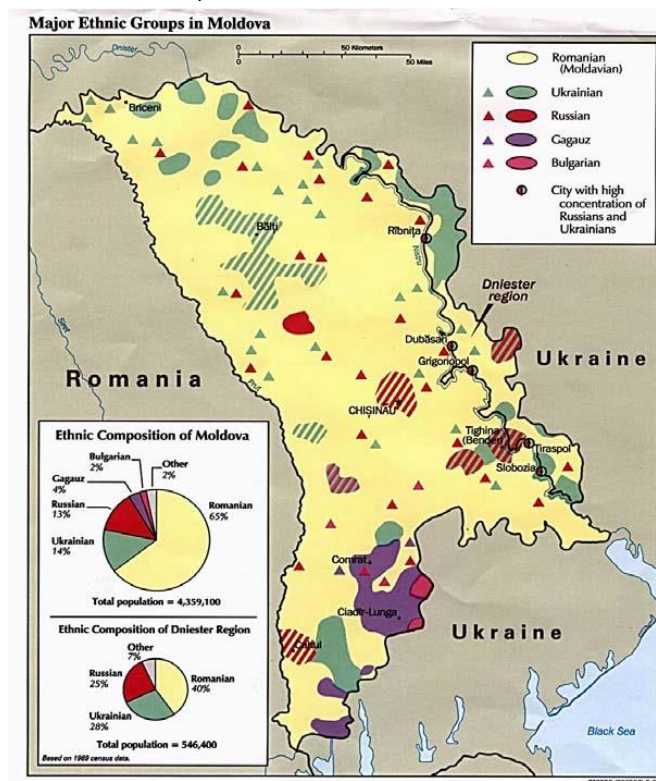 Major Ethnic Groups in Moldova
0 50 Kilometers
0 50 Miles
Romanian
(Moldavian)
Ukrainian
Russian
Gagauz
Bulgarian
City with high
concentration of
Russians and
Ukrainians
Dnister
Briceni
Bălţi
Rîbniţa
Nistru
Dniester
region
Dubăsari
Grigoriopol
Ukraine
Siret
Romania
Prut
CHIŞINĂU
Tighina
(Bender)
Tiraspol
Slobozia
Comrat
Ciadîr-Lunga
Cahul
Ukraine
Black Sea
Ethnic Composition of Moldova
Bulgarian
2%
Other
2%
Gagauz
4%
Russian
13%
Romanian
65%
Ukrainian
14%
Total population = 4,359,100
Ethnic Composition of Dniester Region
Other
7%
Russian
25%
Romanian
40%
Ukrainian
28%
Total population = 546,400
Based on 1989 census data.